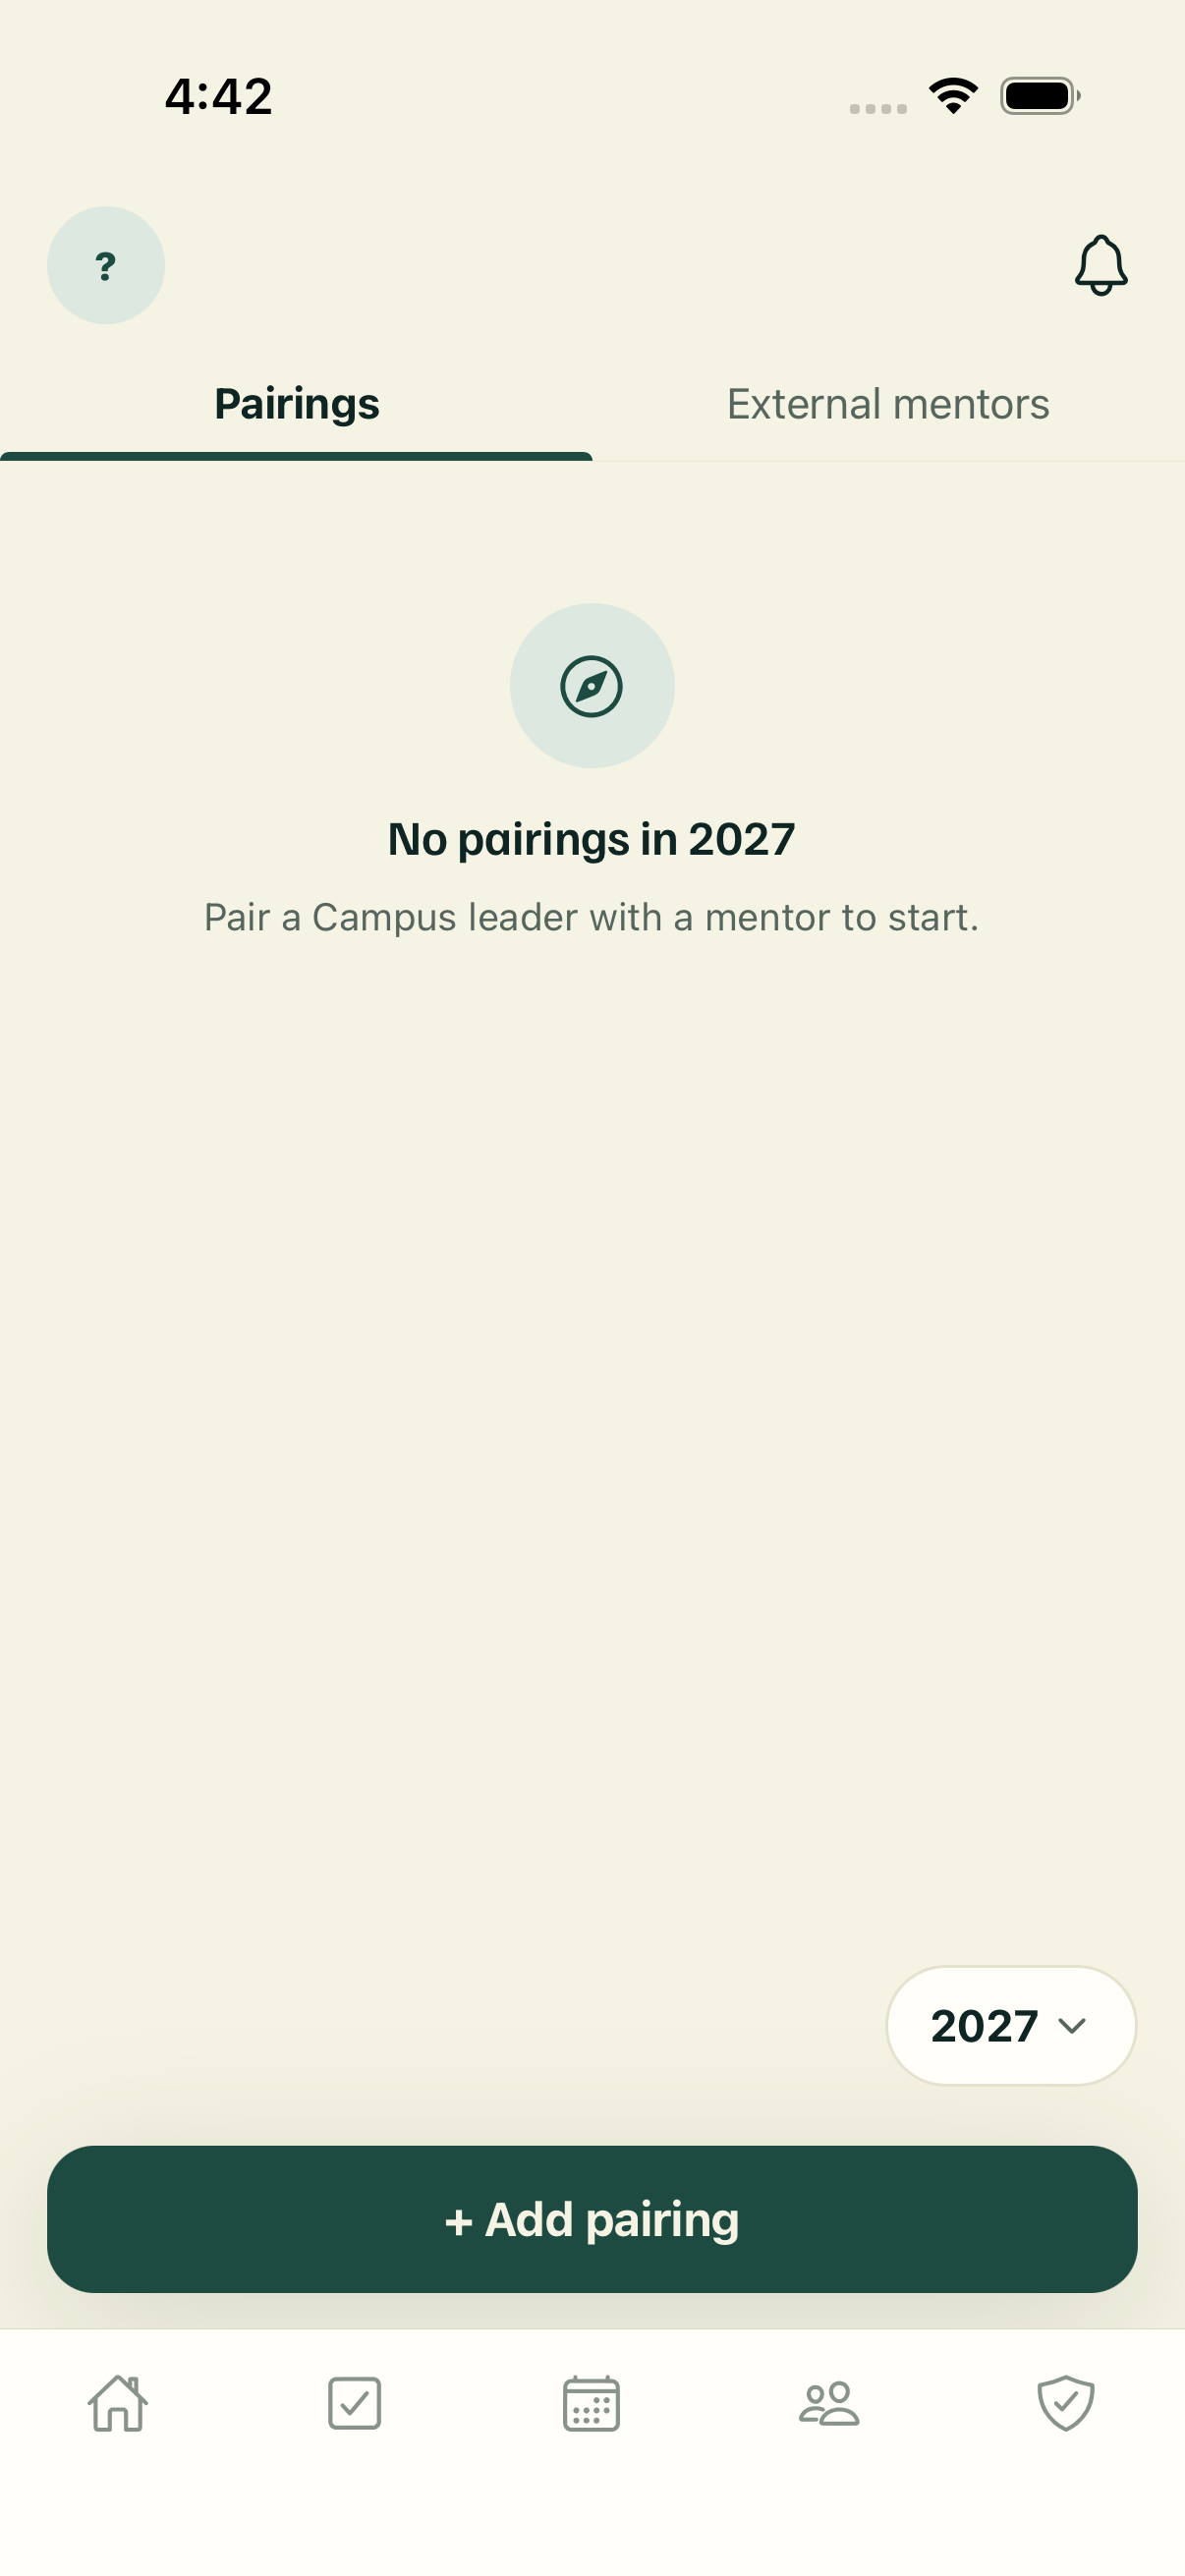 4:42
?
Pairings
External mentors
No pairings in 2027
Pair a Campus leader with a mentor to start.
2027
+ Add pairing